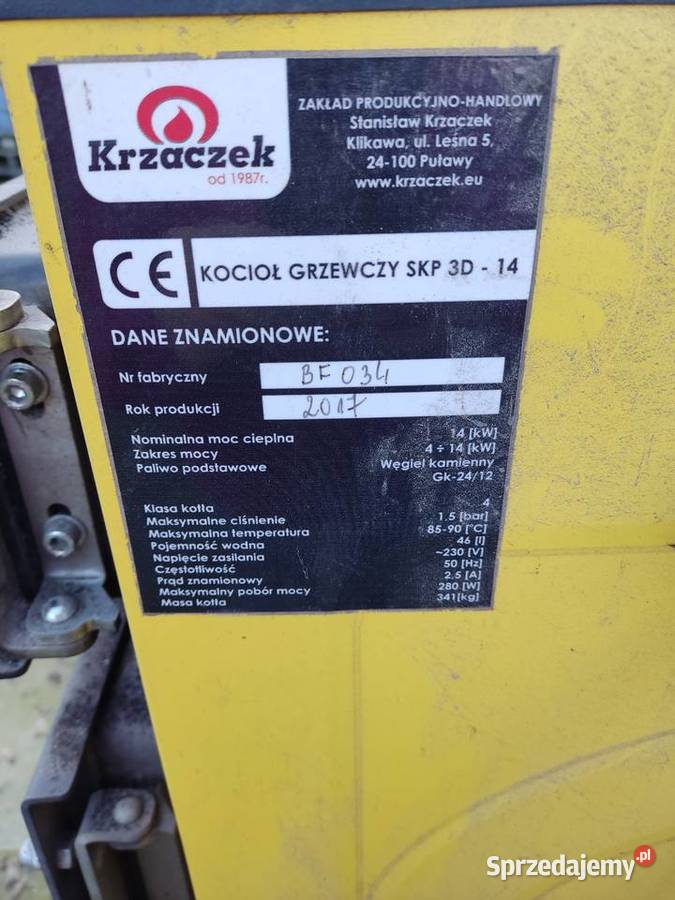 Krzaczek
od 1987r.
ZAKŁAD PRODUKCYJNO-HANDLOWY
Stanisław Krzaczek
Klikawa, ul. Leśna 5,
24-100 Puławy
www.krzaczek.eu
CE KOCIOŁ GRZEWCZY SKP 3D - 14
DANE ZNAMIONOWE:
Nr fabryczny BF 034
Rok produkcji 2017
Nominalna moc cieplna 14 [kW]
Zakres mocy 4 ÷ 14 [kW]
Paliwo podstawowe Węgiel kamienny
Gk-24/12
Klasa kotła 4
Maksymalne ciśnienie 1.5 [bar]
Maksymalna temperatura 85-90 [°C]
Pojemność wodna 46 [l]
Napięcie zasilania ~230 [V]
Częstotliwość 50 [Hz]
Prąd znamionowy 2,5 [A]
Maksymalny pobór mocy 280 [W]
Masa kotła 341[kg]
Sprzedajemy.pl